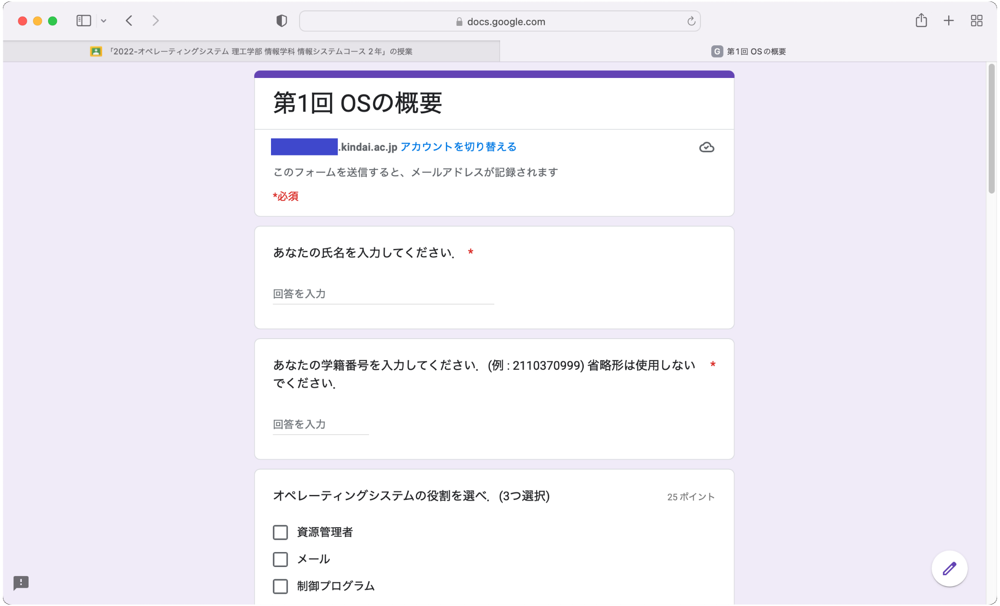 docs.google.com
「2022-オペレーティングシステム 理工学部 情報学科 情報システムコース 2年」の授業
G 第1回 OSの概要
第1回 OSの概要
.kindai.ac.jp アカウントを切り替える
このフォームを送信すると、メールアドレスが記録されます
*必須
あなたの氏名を入力してください． *
回答を入力
あなたの学籍番号を入力してください．(例 : 2110370999) 省略形は使用しない *
でください．
回答を入力
オペレーティングシステムの役割を選べ．(3つ選択)
25 ポイント
資源管理者
メール
制御プログラム